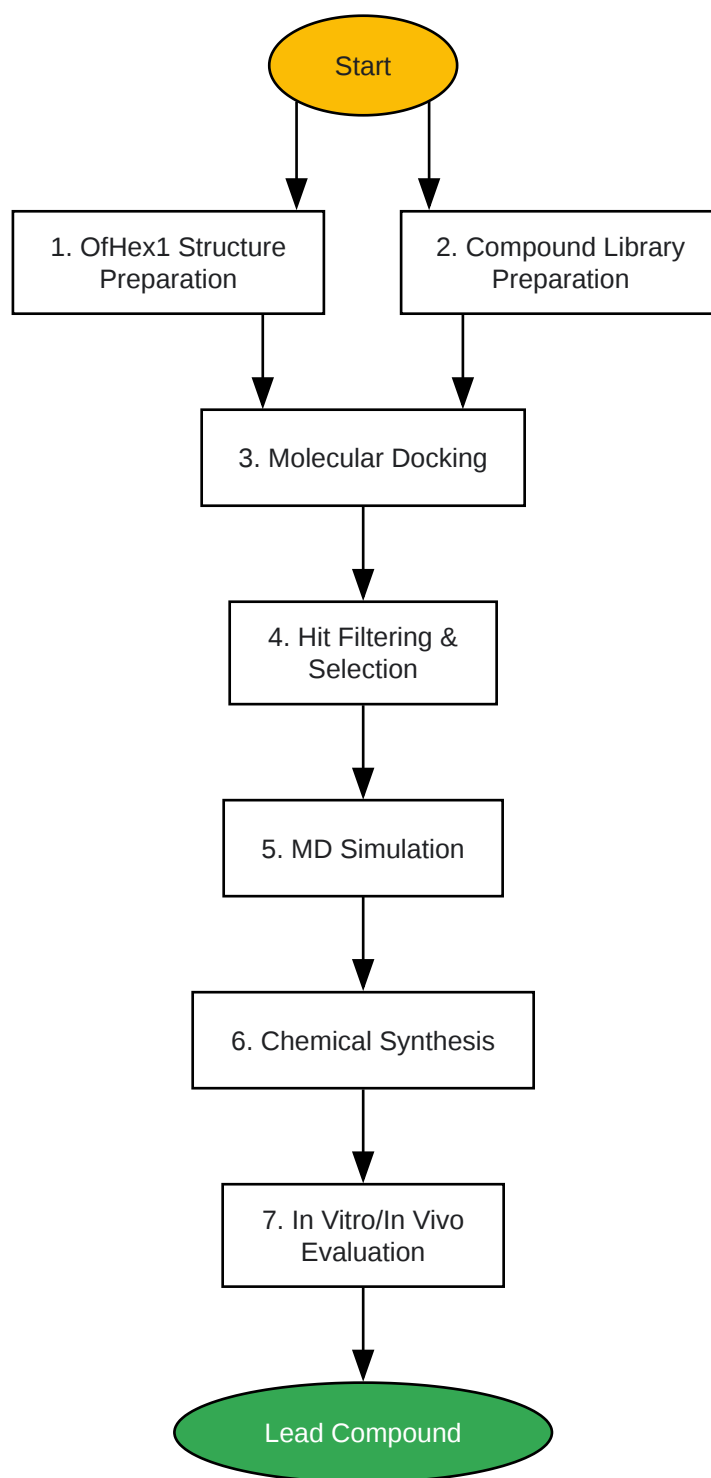 Start
1. OfHex1 Structure
Preparation
2. Compound Library
Preparation
3. Molecular Docking
4. Hit Filtering &
Selection
5. MD Simulation
6. Chemical Synthesis
7. In Vitro/In Vivo
Evaluation
Lead Compound